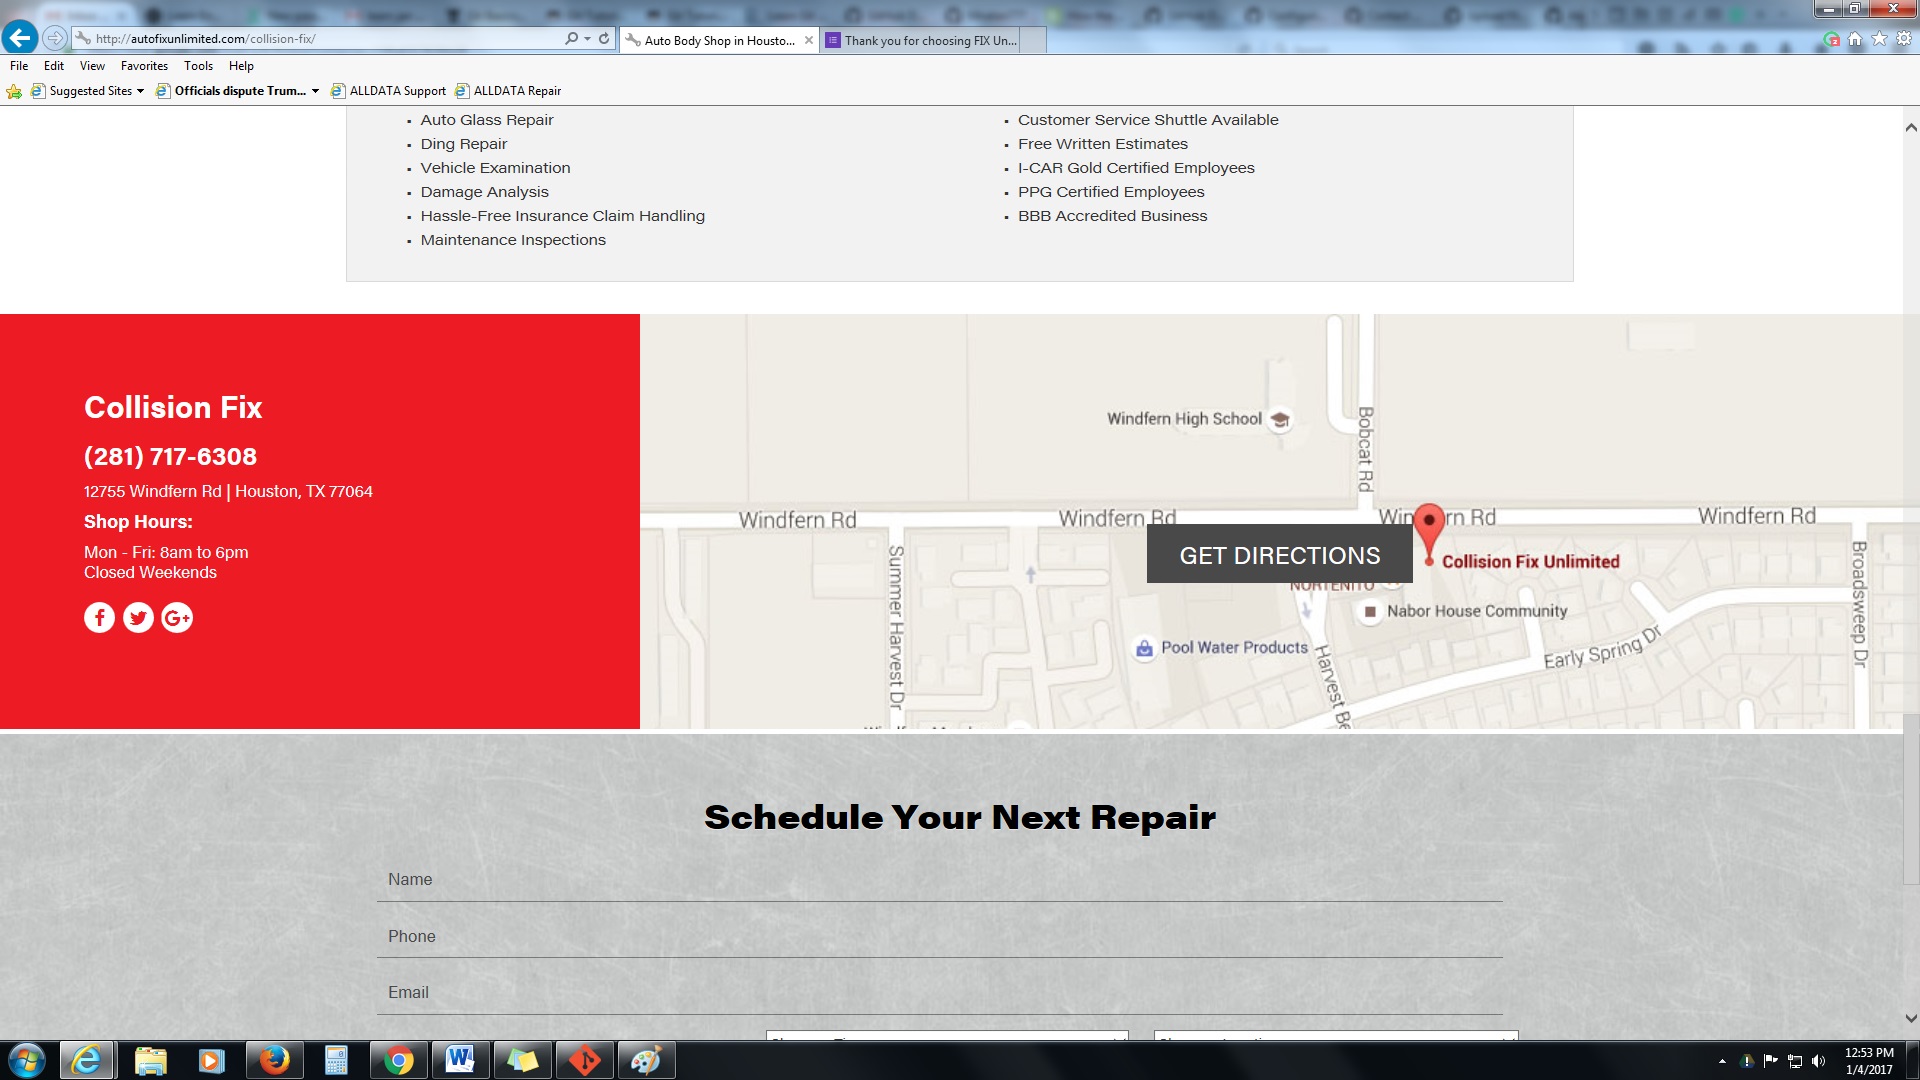 http://autofixunlimited.com/collision-fix/
Auto Body Shop in Housto...
Thank you for choosing FIX Un...
File Edit View Favorites Tools Help
Suggested Sites
Officials dispute Trum...
ALLDATA Support
ALLDATA Repair
Auto Glass Repair
Ding Repair
Vehicle Examination
Damage Analysis
Hassle-Free Insurance Claim Handling
Maintenance Inspections
Customer Service Shuttle Available
Free Written Estimates
I-CAR Gold Certified Employees
PPG Certified Employees
BBB Accredited Business
Collision Fix
(281) 717-6308
12755 Windfern Rd | Houston, TX 77064
Shop Hours:
Mon - Fri: 8am to 6pm
Closed Weekends
Windfern High School
Bobcat Rd
Windfern Rd
Windfern Rd
Windfern Rd
GET DIRECTIONS
Collision Fix Unlimited
NORTENITO
Nabor House Community
Pool Water Products
Summer Harvest Dr
Early Spring Dr
Broadsweep Dr
Schedule Your Next Repair
Name
Phone
Email
12:53 PM
1/4/2017